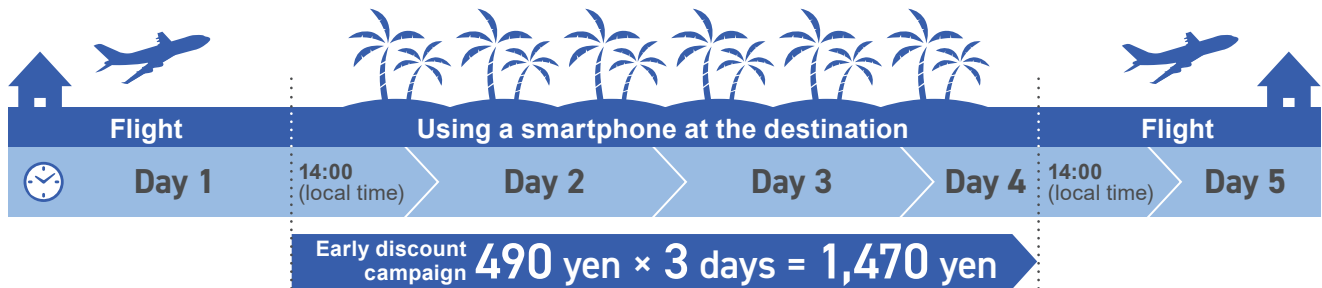 Flight
Using a smartphone at the destination
Flight
Day 1
14:00
(local time)
Day 2
Day 3
Day 4
14:00
(local time)
Day 5
Early discount
campaign
490 yen × 3 days = 1,470 yen